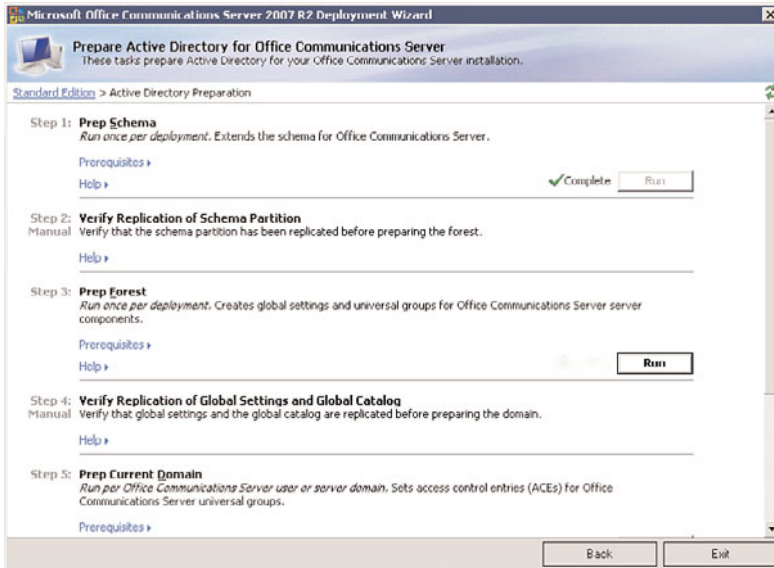 Microsoft Office Communications Server 2007 R2 Deployment Wizard
Prepare Active Directory for Office Communications Server
These tasks prepare Active Directory for your Office Communications Server installation.
Standard Edition > Active Directory Preparation
Step 1: Prep Schema
Run once per deployment. Extends the schema for Office Communications Server.
Prerequisites
Help
Complete Run
Step 2: Verify Replication of Schema Partition
Manual Verify that the schema partition has been replicated before preparing the forest.
Help
Step 3: Prep Forest
Run once per deployment. Creates global settings and universal groups for Office Communications Server server
components.
Prerequisites
Help
Run
Step 4: Verify Replication of Global Settings and Global Catalog
Manual Verify that global settings and the global catalog are replicated before preparing the domain.
Help
Step 5: Prep Current Domain
Run per Office Communications Server user or server domain. Sets access control entries (ACEs) for Office
Communications Server universal groups.
Prerequisites
Back Exit